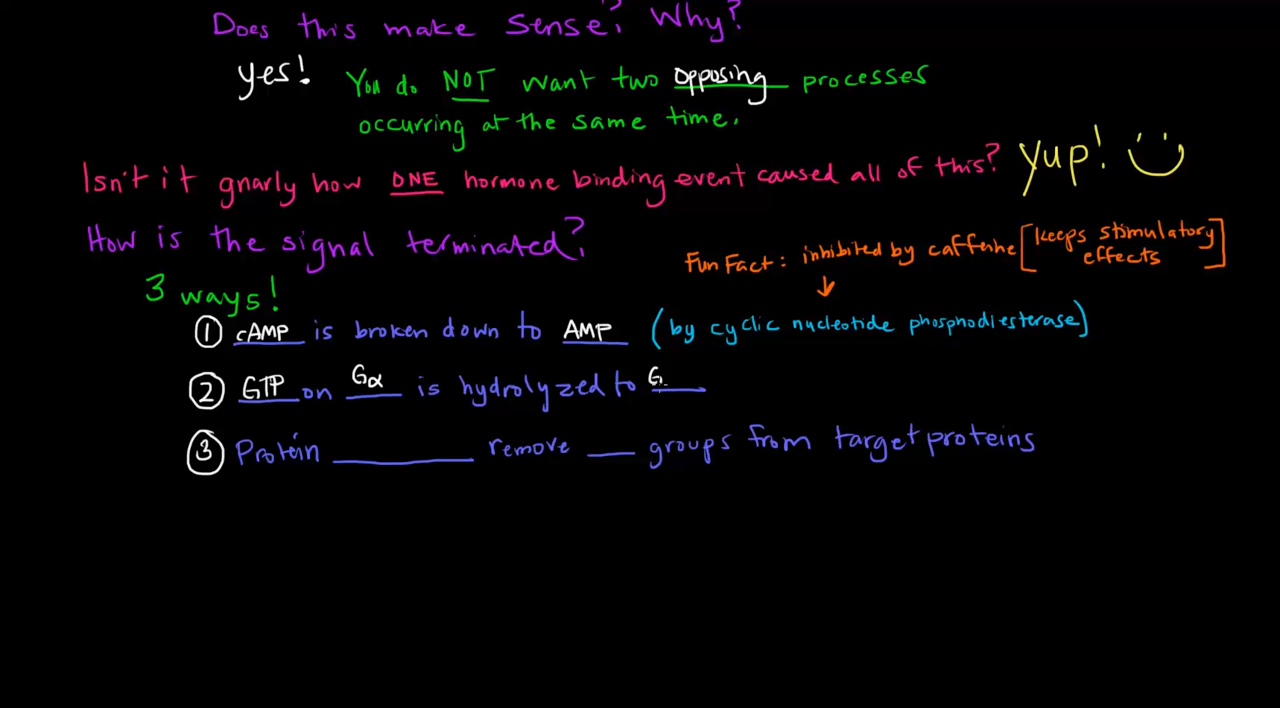 Does this make sense? Why?
yes! You do NOT want two opposing processes
occurring at the same time.
Isn't it gnarly how ONE hormone binding event caused all of this? yup!
How is the signal terminated?
Fun Fact: inhibited by caffeine [keeps stimulatory
effects]
3 ways!
① cAMP is broken down to AMP (by cyclic nucleotide phosphodiesterase)
② GTP on Gα is hydrolyzed to G
③ Protein ______ remove ___ groups from target proteins